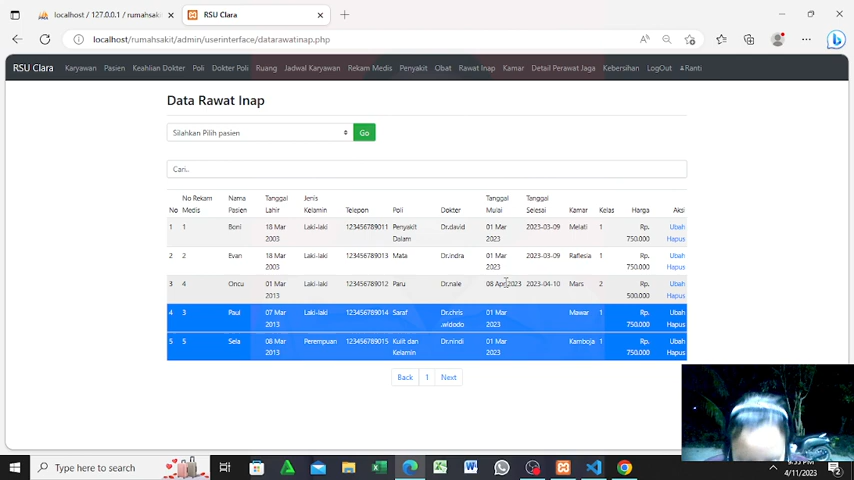 localhost / 127.0.0.1 / rumahsak
RSU Clara
localhost/rumahsakit/admin/userinterface/datarawatinap.php
RSU Clara Karyawan Pasien Keahlian Dokter Poli Dokter Poli Ruang Jadwal Karyawan Rekam Medis Penyakit Obat Rawat Inap Kamar Detail Perawat Jaga Kebersihan LogOut Ranti
Data Rawat Inap
Silahkan Pilih pasien Go
Cari..
No No Rekam Medis Nama Pasien Tanggal Lahir Jenis Kelamin Telepon Poli Dokter Tanggal Mulai Tanggal Selesai Kamar Kelas Harga Aksi
1 1 Boni 18 Mar 2003 Laki-laki 123456789011 Penyakit Dalam Dr.david 01 Mar 2023 2023-03-09 Melati 1 Rp. 750.000 Ubah Hapus
2 2 Evan 18 Mar 2003 Laki-laki 123456789013 Mata Dr.indra 01 Mar 2023 2023-03-09 Raflesia 1 Rp. 750.000 Ubah Hapus
3 4 Oncu 01 Mar 2013 Laki-laki 123456789014 Paru Dr.nale 08 Apr 2023 2023-04-10 Mars 2 Rp. 500.000 Ubah Hapus
4 3 Paul 07 Mar 2013 Laki-laki 123456789012 Saraf Dr.chris .widodo 01 Mar 2023 Mawar 1 Rp. 750.000 Ubah Hapus
5 5 Sela 08 Mar 2013 Perempuan 123456789015 Kulit dan Kelamin Dr.nindi 01 Mar 2023 Kamboja 1 Rp. 750.000 Ubah Hapus
Back 1 Next
Type here to search
4/11/2023